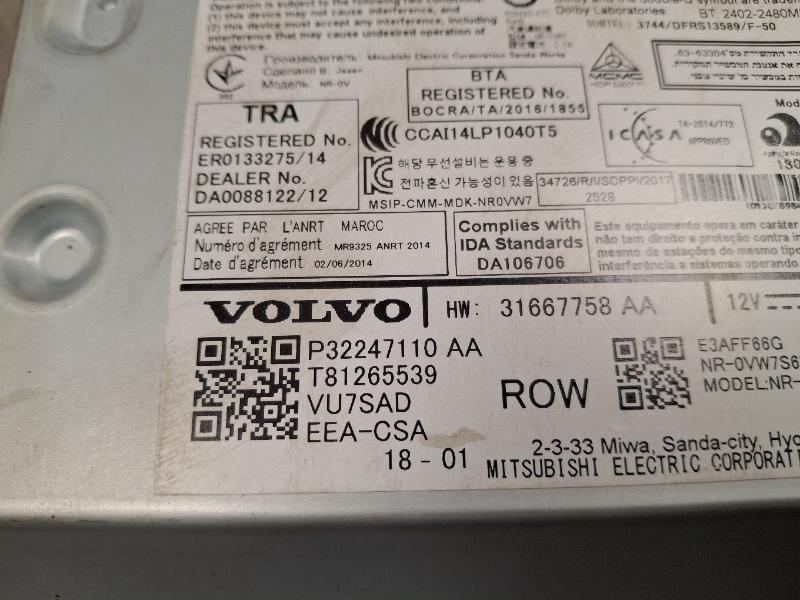 Operation is subject to the following two conditions
(1) this device may not cause
(2) this device must accept any interference, including
interference that may cause undesired operation of
this device.
Dolby Laboratories
BT: 2402-2480M
SUBTEL: 3744/DFRS13589/F-50
Производитель: Mitsubishi Electric Corporation Sanda Works
Сделано в: Japan
Модель: NR-0V
BTA
REGISTERED No.
BOCRA/TA/2016/1855
MCMC
TRA
REGISTERED No.
ER0133275/14
DEALER No.
DA0088122/12
CCAI14LP1040T5
해당 무선설비는 운용 중
전파혼신 가능성이 있음
MSIP-CMM-MDK-NR0VW7
34726/R/I/SDPPI/2017
2528
ICASA
TA-2014/772
APPROVED
AGREE PAR L'ANRT MAROC
Numéro d'agrément MR9325 ANRT 2014
Date d'agrément 02/06/2014
Complies with
IDA Standards
DA106706
Este equipamento opera em caráter
não tem direito a proteção contra in
mesmo de estações do mesmo tipo
interferência a sistemas operando
VOLVO HW: 31667758 AA 12V
P32247110 AA
T81265539
VU7SAD
EEA-CSA
18-01
ROW
E3AFF66G
NR-0VW7S6
MODEL:NR-
2-3-33 Miwa, Sanda-city, Hyo
MITSUBISHI ELECTRIC CORPORAT